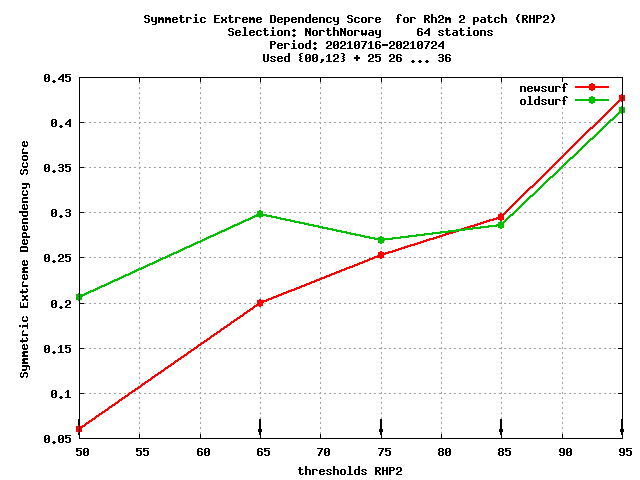 Symmetric Extreme Dependency Score  for Rh2m 2 patch (RHP2)
Selection: NorthNorway     64 stations
Period: 20210716-20210724
Used {00,12} + 25 26 ... 36
newsurf
oldsurf
Symmetric Extreme Dependency Score
0.45
0.4
0.35
0.3
0.25
0.2
0.15
0.1
0.05
50 55 60 65 70 75 80 85 90 95
thresholds RHP2